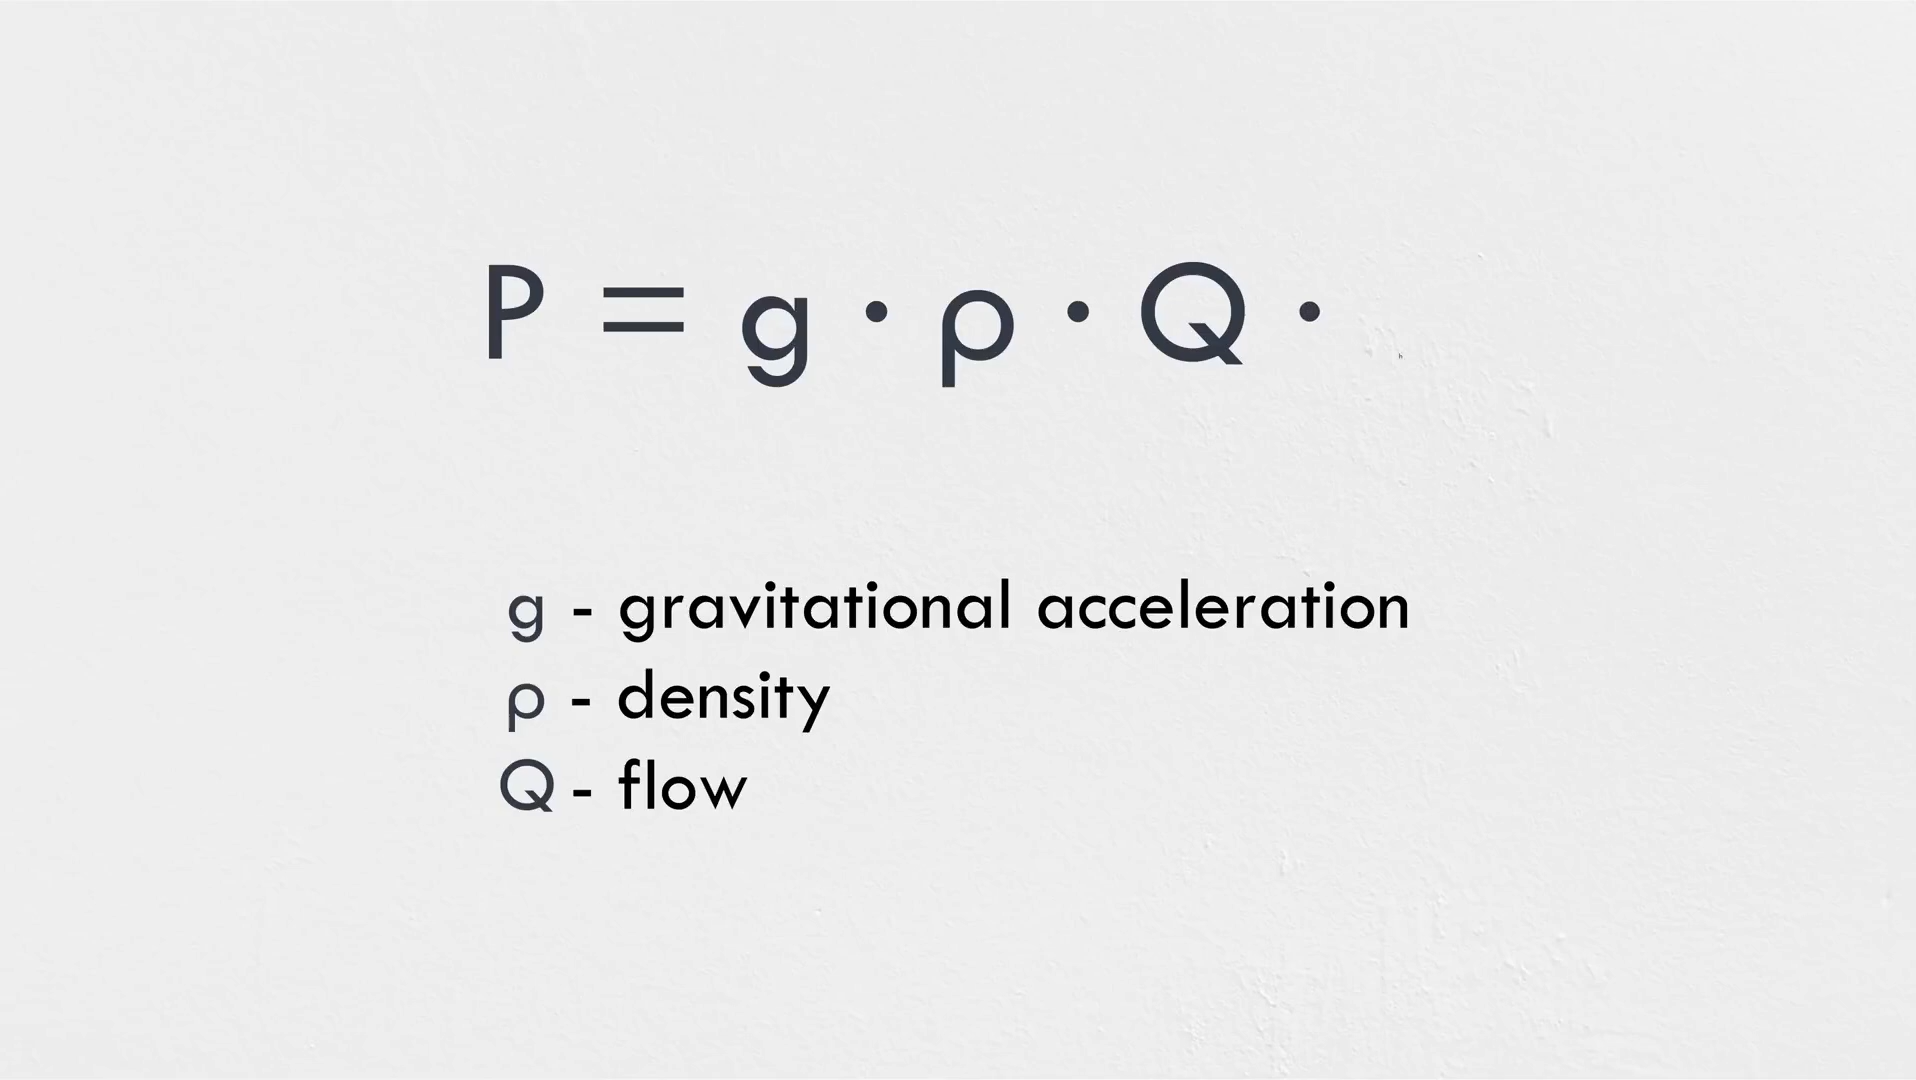 P = g · ρ · Q ·
g - gravitational acceleration
ρ - density
Q - flow